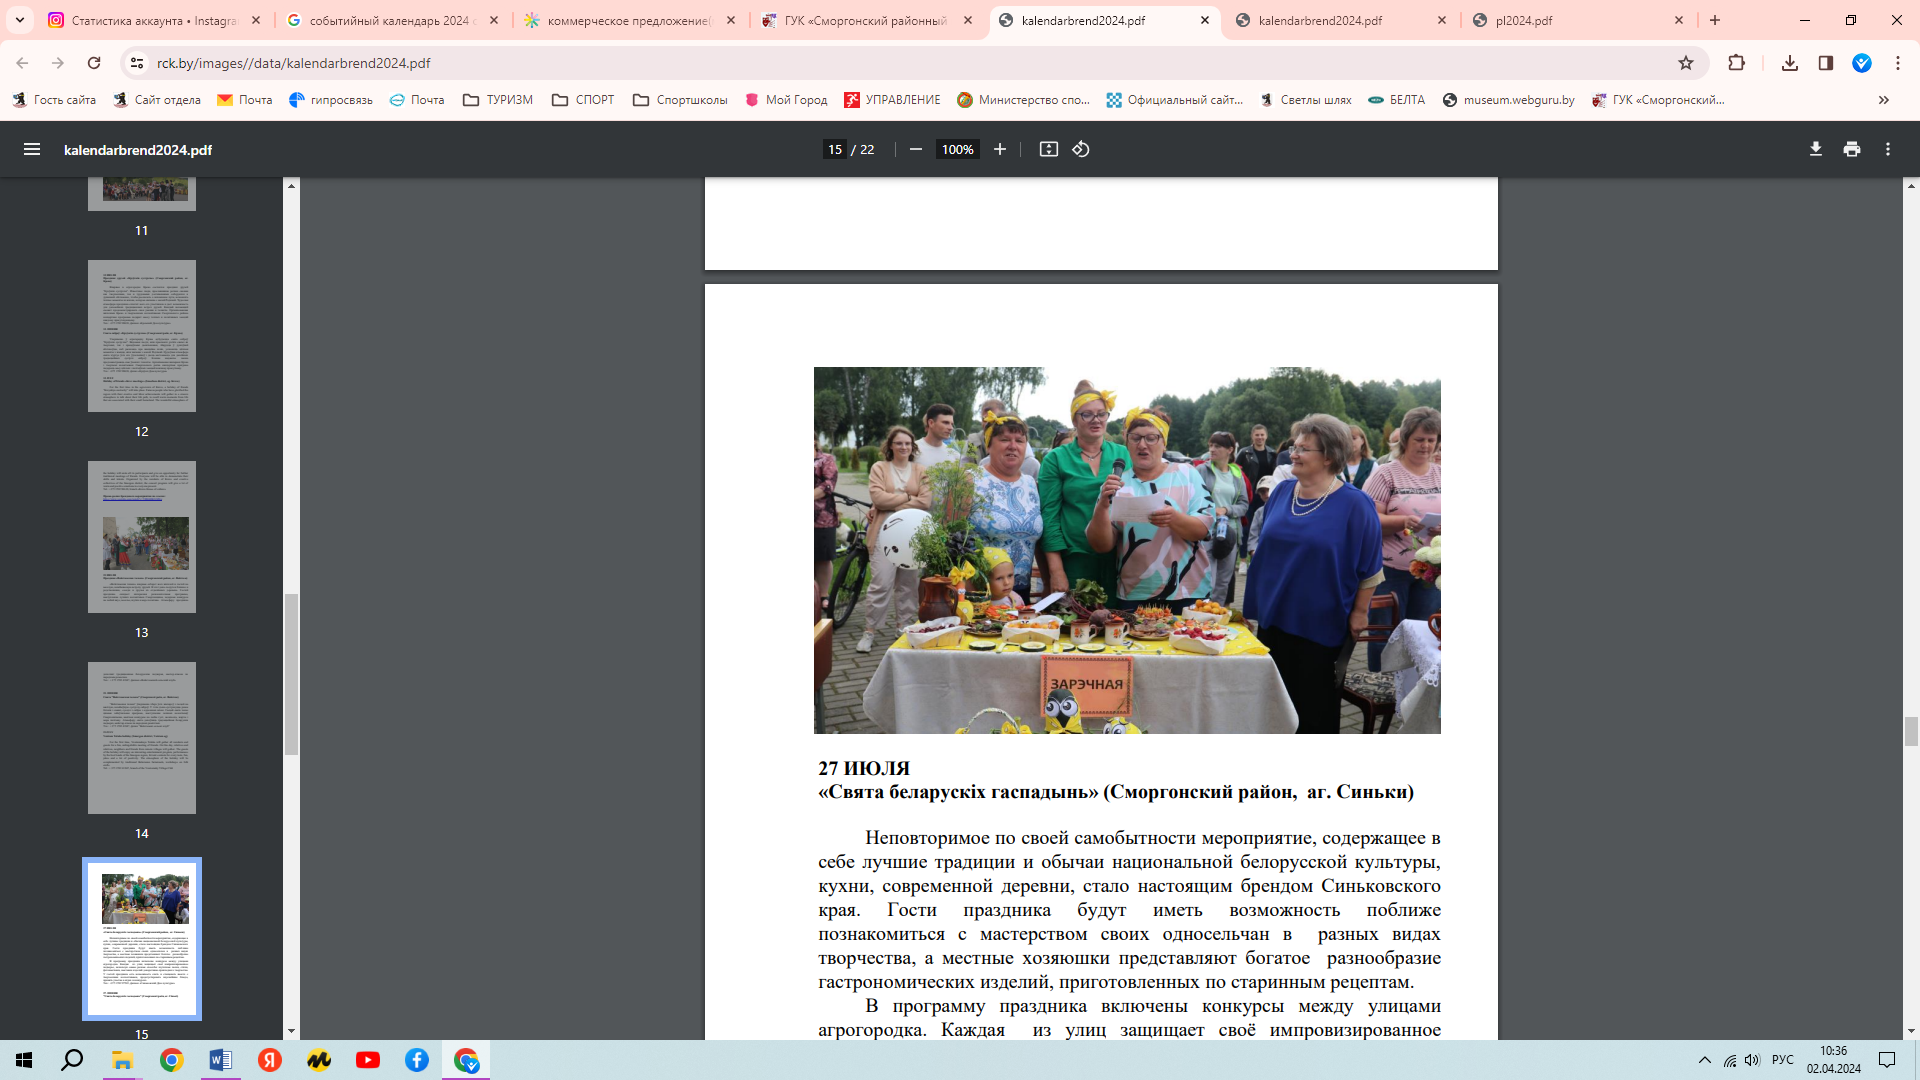 Статистика аккаунта • Instagra
событийный календарь 2024 с
коммерческое предложение(
ГУК «Сморгонский районный
kalendarbrend2024.pdf
kalendarbrend2024.pdf
pl2024.pdf
rck.by/images//data/kalendarbrend2024.pdf
Гость сайта
Сайт отдела
Почта
гипросвязь
Почта
ТУРИЗМ
СПОРТ
Спортшколы
Мой Город
УПРАВЛЕНИЕ
Министерство спо...
Официальный сайт...
Светлы шлях
БЕЛТА
museum.webguru.by
ГУК «Сморгонский...
kalendarbrend2024.pdf
15 / 22
100%
11
12
13
14
15
ЗАРЭЧНАЯ
27 ИЮЛЯ
«Свята беларускіх гаспадынь» (Сморгонский район, аг. Синьки)
Неповторимое по своей самобытности мероприятие, содержащее в
себе лучшие традиции и обычаи национальной белорусской культуры,
кухни, современной деревни, стало настоящим брендом Синьковского
края. Гости праздника будут иметь возможность поближе
познакомиться с мастерством своих односельчан в разных видах
творчества, а местные хозяюшки представляют богатое разнообразие
гастрономических изделий, приготовленных по старинным рецептам.
В программу праздника включены конкурсы между улицами
агрогородка. Каждая из улиц защищает своё импровизированное
РУС
10:36
02.04.2024